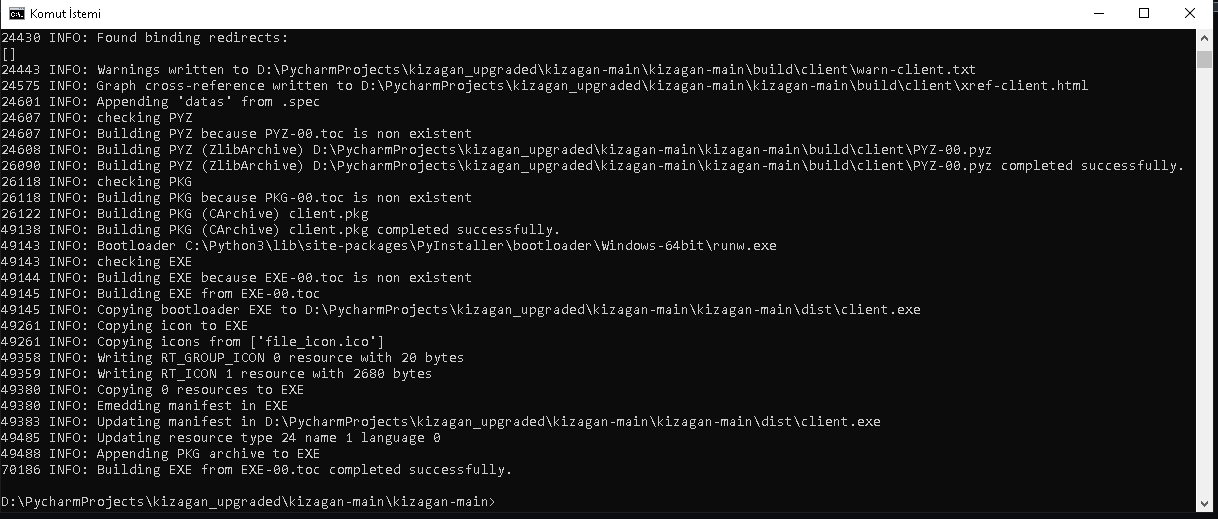 Komut İstemi
24430 INFO: Found binding redirects:
[]
24443 INFO: Warnings written to D:\PycharmProjects\kizagan_upgraded\kizagan-main\kizagan-main\build\client\warn-client.txt
24575 INFO: Graph cross-reference written to D:\PycharmProjects\kizagan_upgraded\kizagan-main\kizagan-main\build\client\xref-client.html
24601 INFO: Appending 'datas' from .spec
24607 INFO: checking PYZ
24607 INFO: Building PYZ because PYZ-00.toc is non existent
24608 INFO: Building PYZ (ZlibArchive) D:\PycharmProjects\kizagan_upgraded\kizagan-main\kizagan-main\build\client\PYZ-00.pyz
26090 INFO: Building PYZ (ZlibArchive) D:\PycharmProjects\kizagan_upgraded\kizagan-main\kizagan-main\build\client\PYZ-00.pyz completed successfully.
26118 INFO: checking PKG
26118 INFO: Building PKG because PKG-00.toc is non existent
26122 INFO: Building PKG (CArchive) client.pkg
49138 INFO: Building PKG (CArchive) client.pkg completed successfully.
49143 INFO: Bootloader C:\Python3\lib\site-packages\PyInstaller\bootloader\Windows-64bit\runw.exe
49143 INFO: checking EXE
49144 INFO: Building EXE because EXE-00.toc is non existent
49145 INFO: Building EXE from EXE-00.toc
49145 INFO: Copying bootloader EXE to D:\PycharmProjects\kizagan_upgraded\kizagan-main\kizagan-main\dist\client.exe
49261 INFO: Copying icon to EXE
49261 INFO: Copying icons from ['file_icon.ico']
49358 INFO: Writing RT_GROUP_ICON 0 resource with 20 bytes
49359 INFO: Writing RT_ICON 1 resource with 2680 bytes
49380 INFO: Copying 0 resources to EXE
49380 INFO: Emedding manifest in EXE
49383 INFO: Updating manifest in D:\PycharmProjects\kizagan_upgraded\kizagan-main\kizagan-main\dist\client.exe
49485 INFO: Updating resource type 24 name 1 language 0
49488 INFO: Appending PKG archive to EXE
70186 INFO: Building EXE from EXE-00.toc completed successfully.
D:\PycharmProjects\kizagan_upgraded\kizagan-main\kizagan-main>